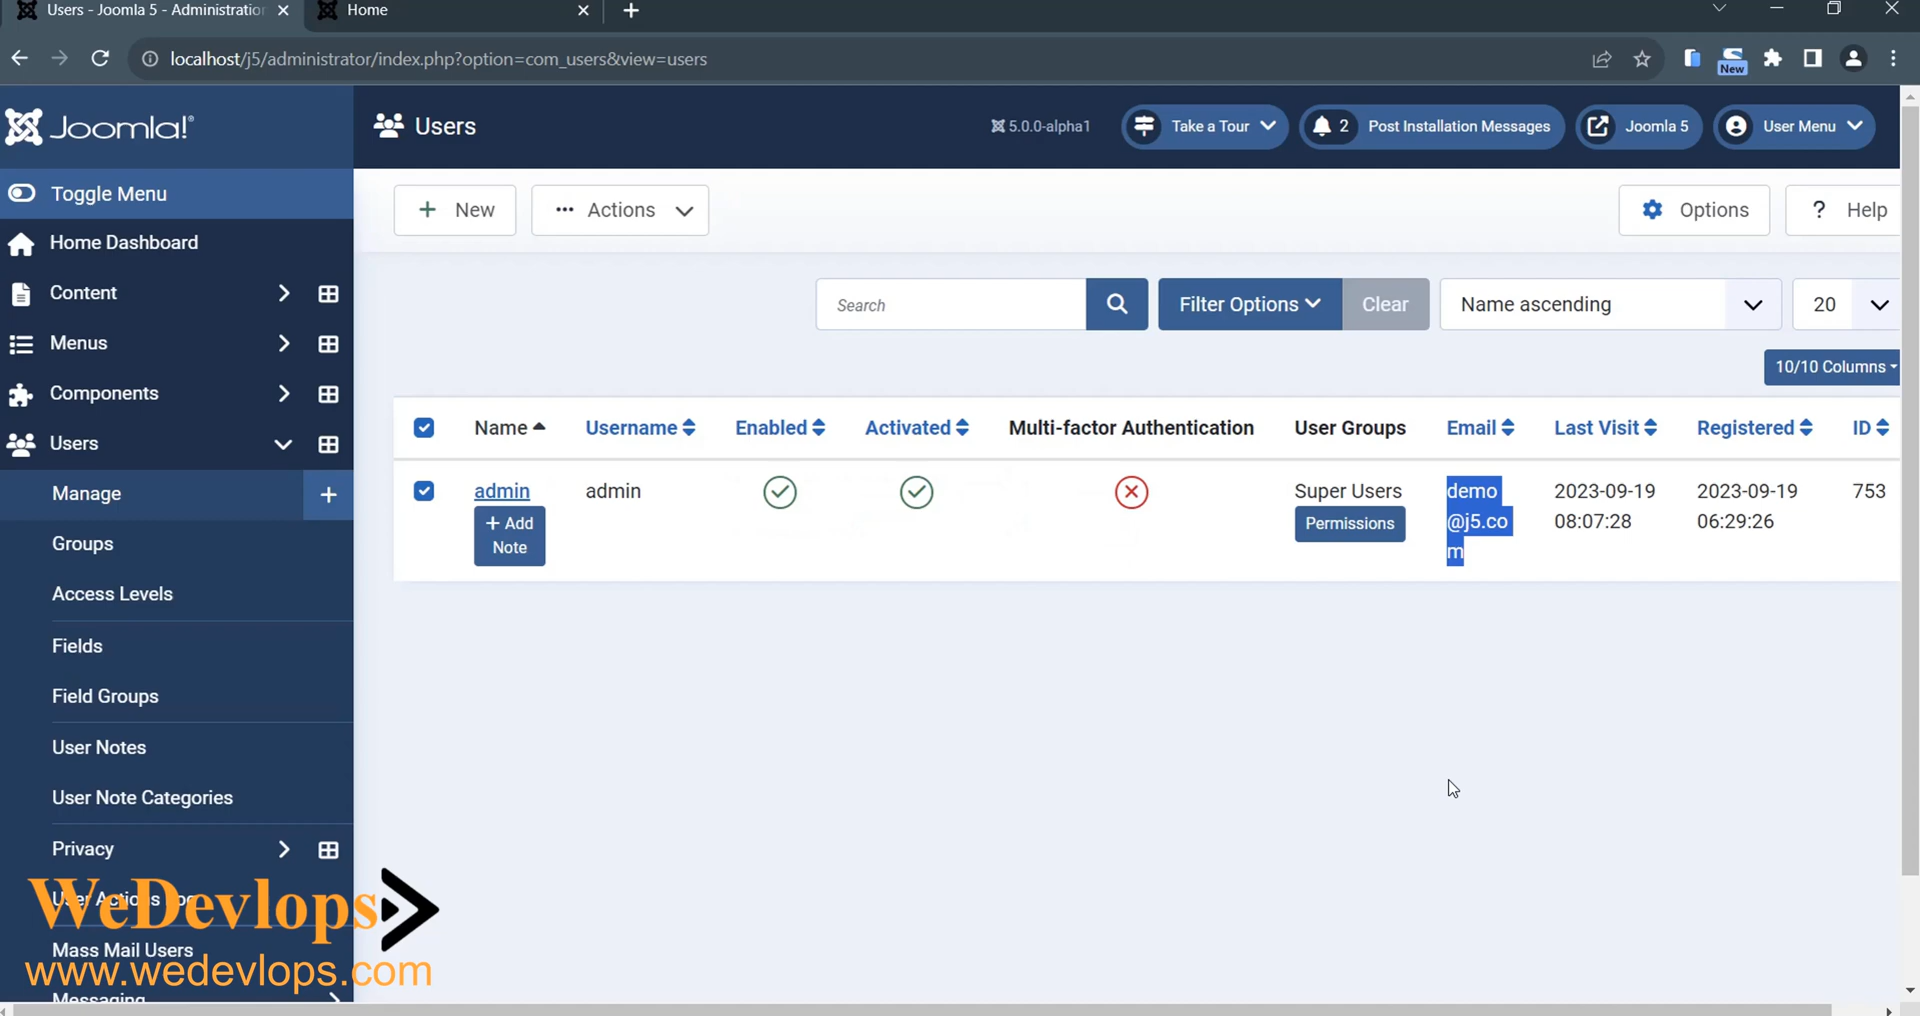 Users - Joomla 5 - Administratio
Home
localhost/j5/administrator/index.php?option=com_users&view=users
New
Joomla!®
Users
5.0.0-alpha1
Take a Tour
2
Post Installation Messages
Joomla 5
User Menu
Toggle Menu
+ New
··· Actions
Options
? Help
Home Dashboard
Content
Menus
Components
Users
Manage
+
Groups
Access Levels
Fields
Field Groups
User Notes
User Note Categories
Privacy
User Actions Log
Mass Mail Users
Messaging
Search
Filter Options
Clear
Name ascending
20
10/10 Columns
Name
Username
Enabled
Activated
Multi-factor Authentication
User Groups
Email
Last Visit
Registered
ID
admin
+ Add
Note
admin
Super Users
Permissions
demo
@j5.co
m
2023-09-19
08:07:28
2023-09-19
06:29:26
753
WeDevlops
www.wedevlops.com